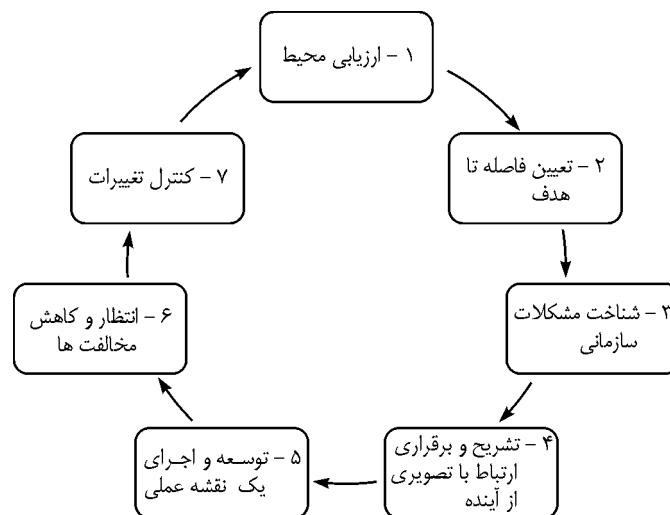 ۱ - ارزیابی محیط
۲ - تعیین فاصله تا
هدف
۳ - شناخت مشکلات
سازمانی
۴ - تشریح و برقراری
ارتباط با تصویری
از آینده
۵ - توسعه و اجرای
یک نقشه عملی
۶ - انتظار و کاهش
مخالفت ها
۷ - کنترل تغییرات